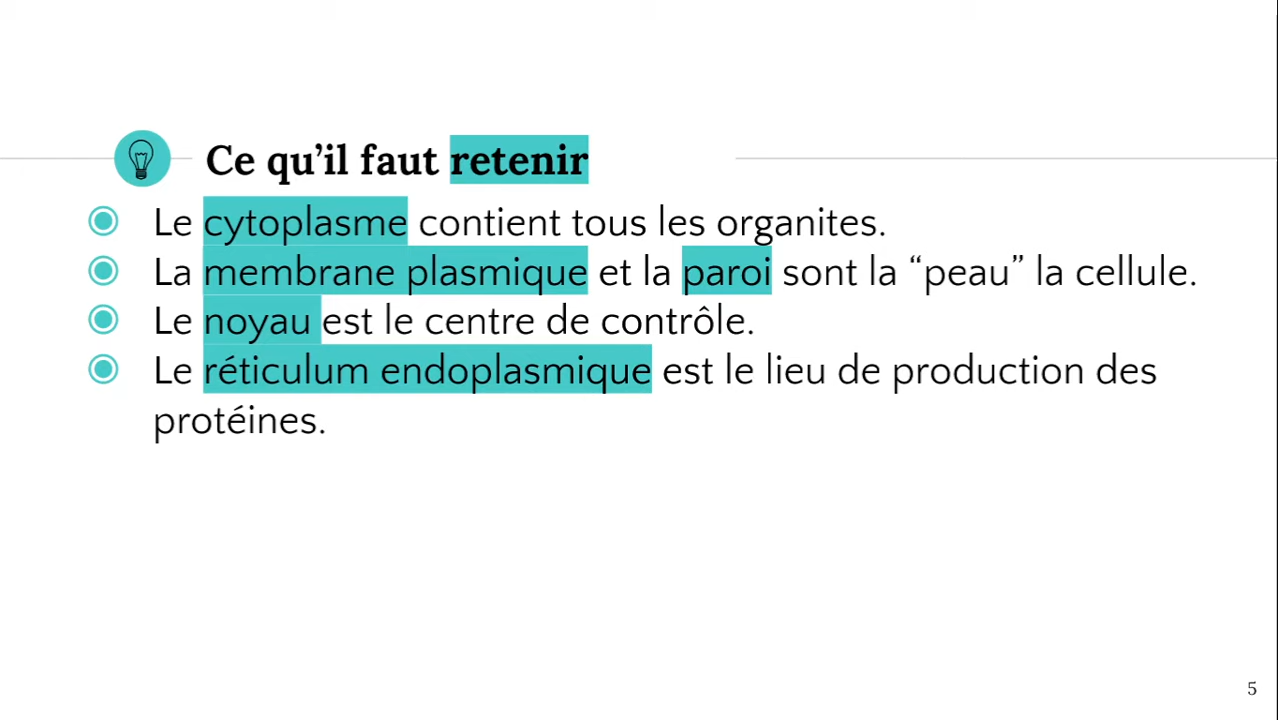 Ce qu’il faut retenir
Le cytoplasme contient tous les organites.
La membrane plasmique et la paroi sont la “peau” la cellule.
Le noyau est le centre de contrôle.
Le réticulum endoplasmique est le lieu de production des
protéines.
5